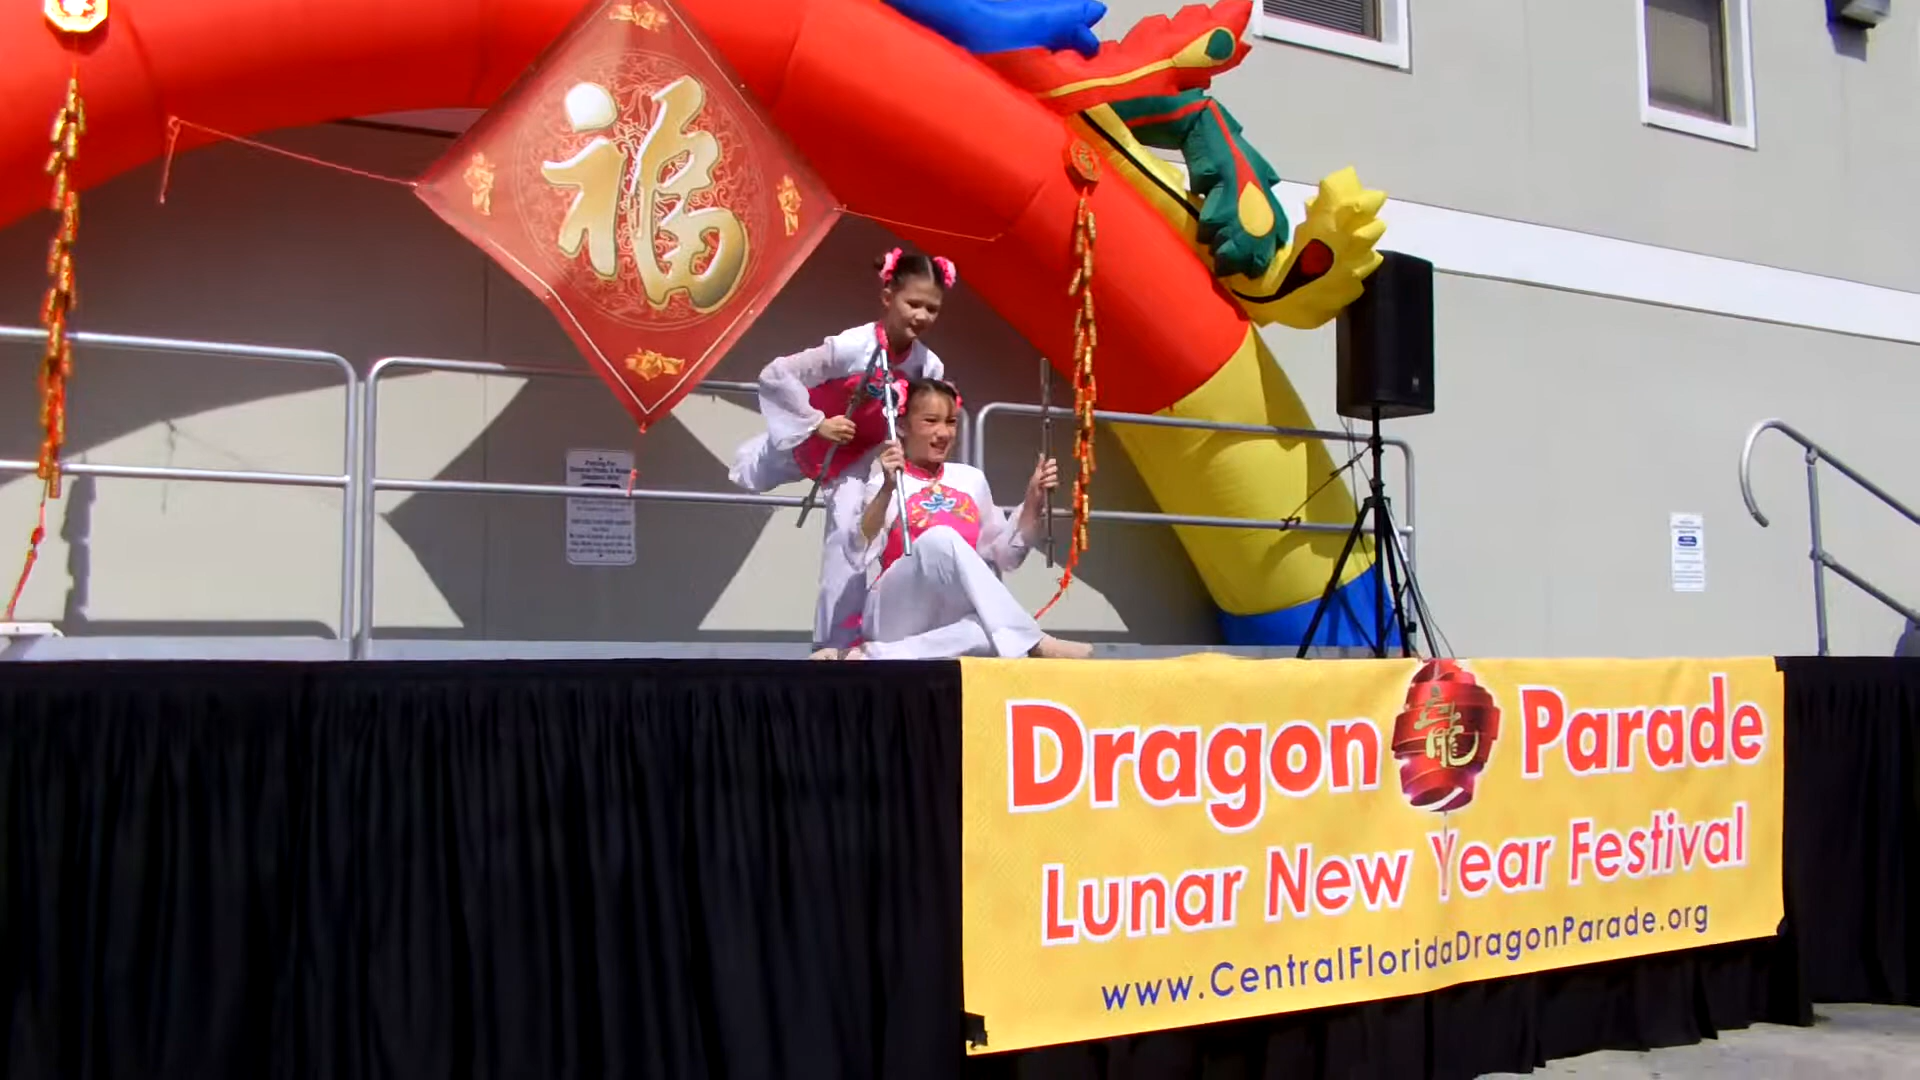 福
Dragon 龍 Parade
Lunar New Year Festival
www.CentralFloridaDragonParade.org